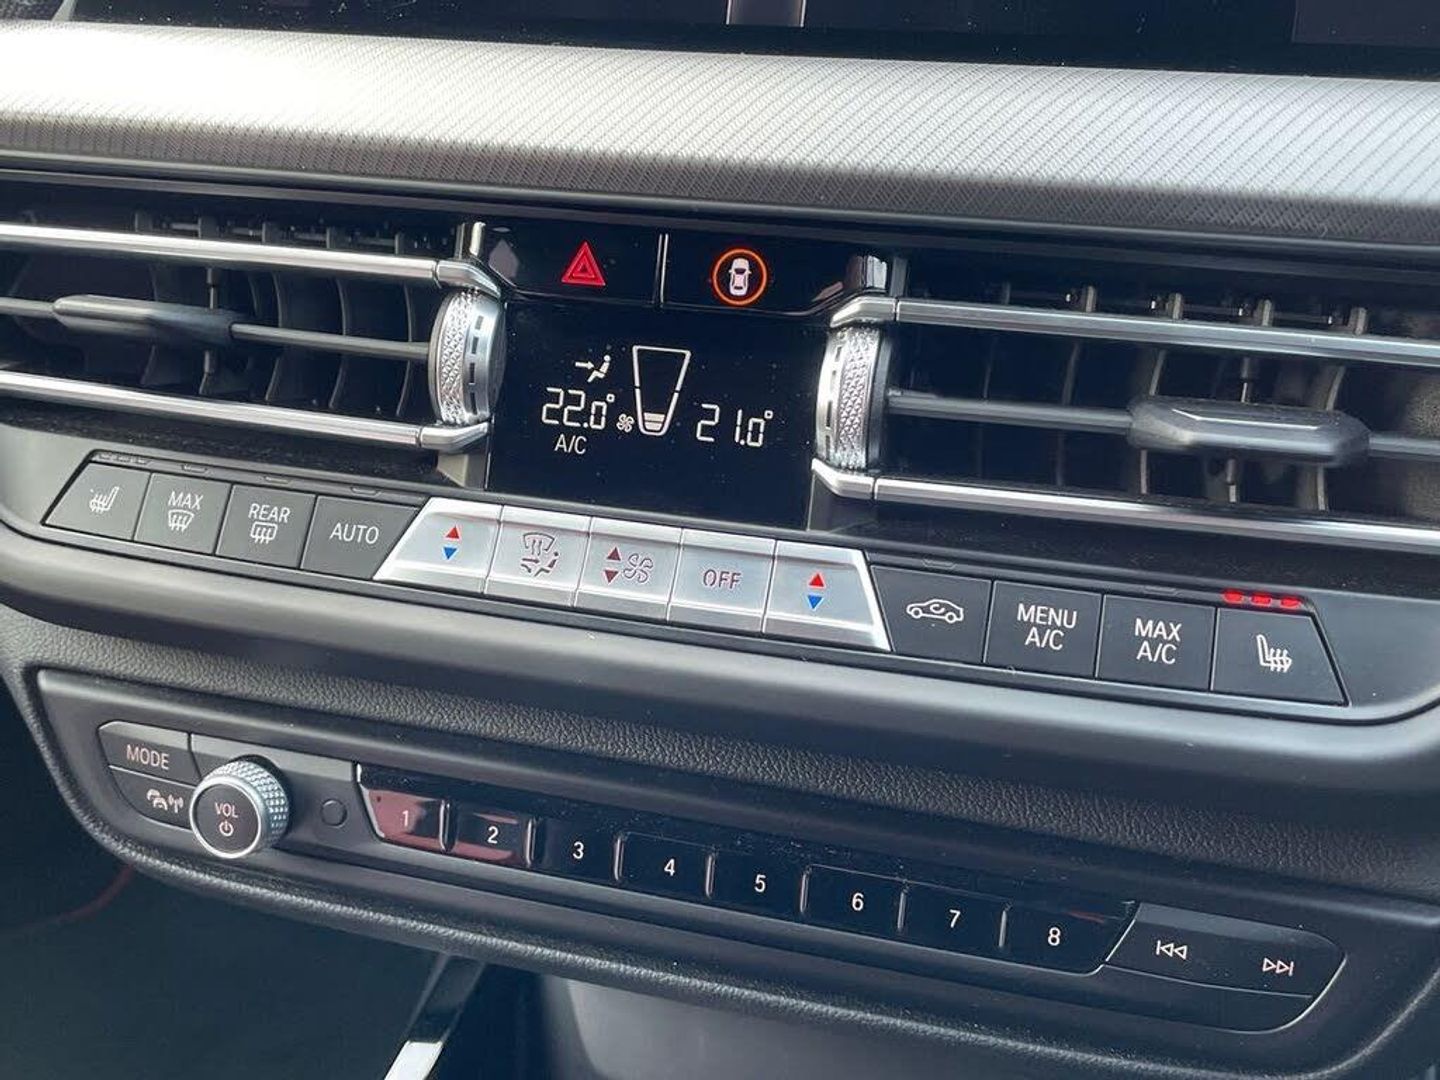 22.0°
21.0°
A/C
MAX
REAR
AUTO
OFF
MENU
A/C
MAX
A/C
MODE
VOL
1 2 3 4 5 6 7 8